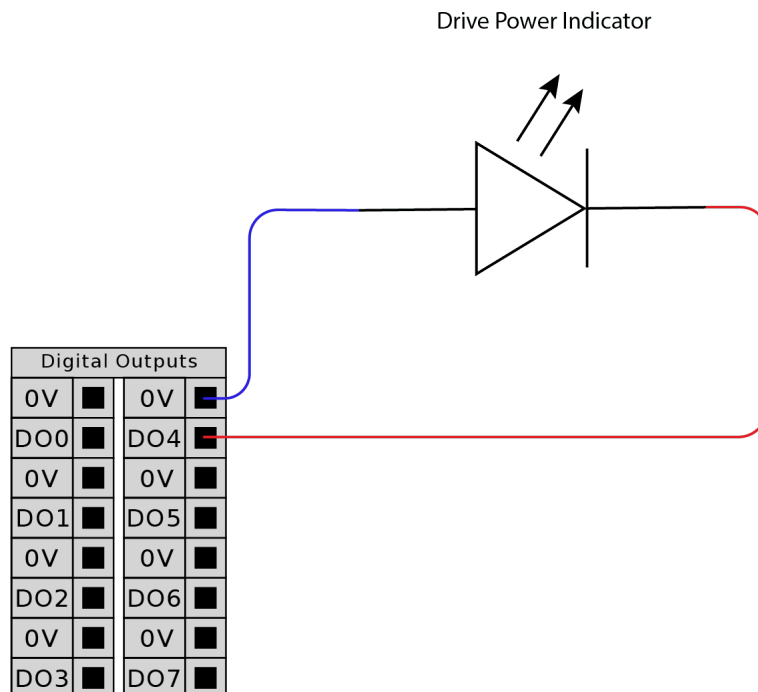 Drive Power Indicator
Digital Outputs
0V 0V
DO0 DO4
0V 0V
DO1 DO5
0V 0V
DO2 DO6
0V 0V
DO3 DO7